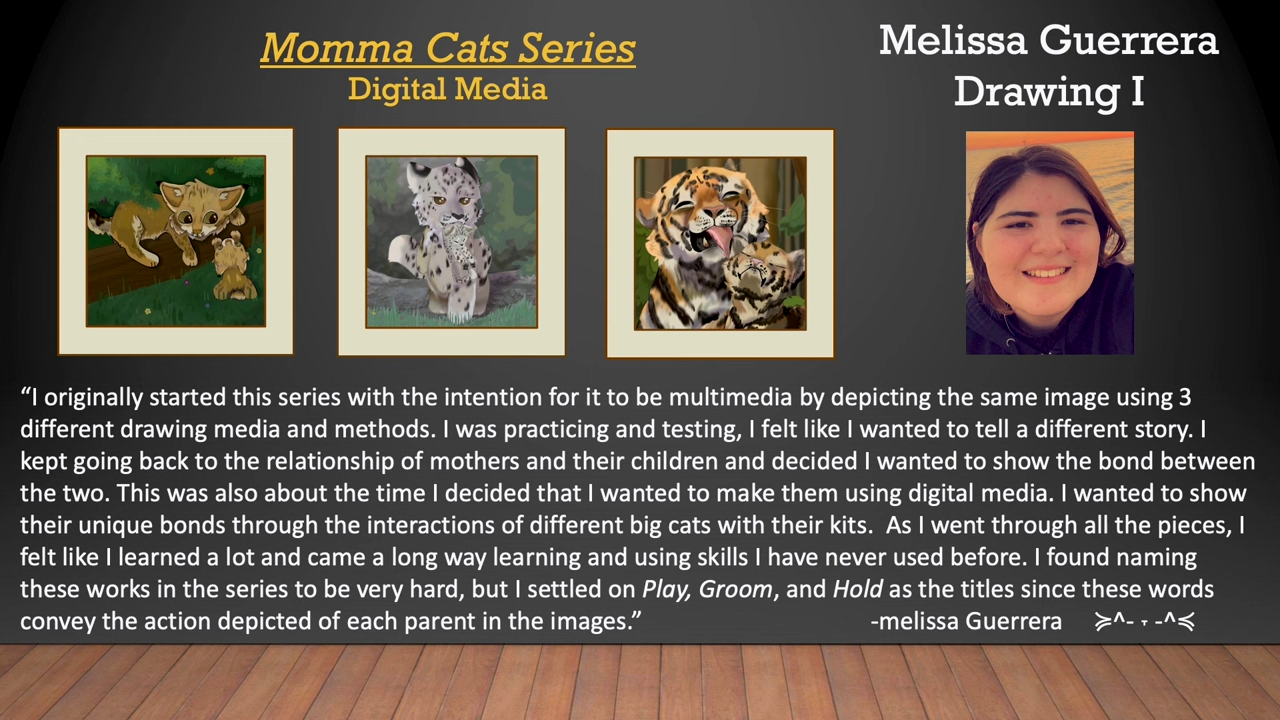 Momma Cats Series
Digital Media
Melissa Guerrera
Drawing I
“I originally started this series with the intention for it to be multimedia by depicting the same image using 3
different drawing media and methods. I was practicing and testing, I felt like I wanted to tell a different story. I
kept going back to the relationship of mothers and their children and decided I wanted to show the bond between
the two. This was also about the time I decided that I wanted to make them using digital media. I wanted to show
their unique bonds through the interactions of different big cats with their kits.  As I went through all the pieces, I
felt like I learned a lot and came a long way learning and using skills I have never used before. I found naming
these works in the series to be very hard, but I settled on Play, Groom, and Hold as the titles since these words
convey the action depicted of each parent in the images.”
-melissa Guerrera ⪰^- ⱼ -^⪯